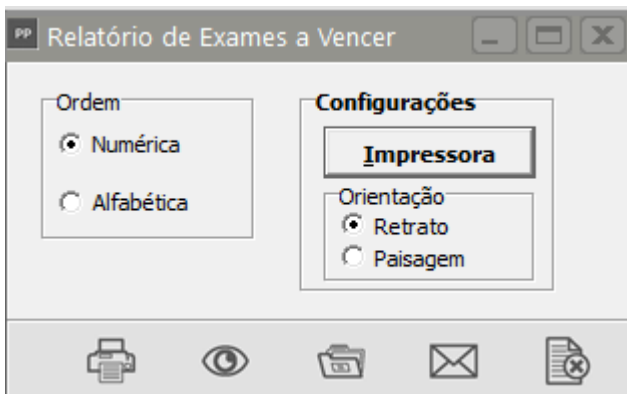 PP Relatório de Exames a Vencer
Ordem
Numérica
Alfabética
Configurações
Impressora
Orientação
Retrato
Paisagem